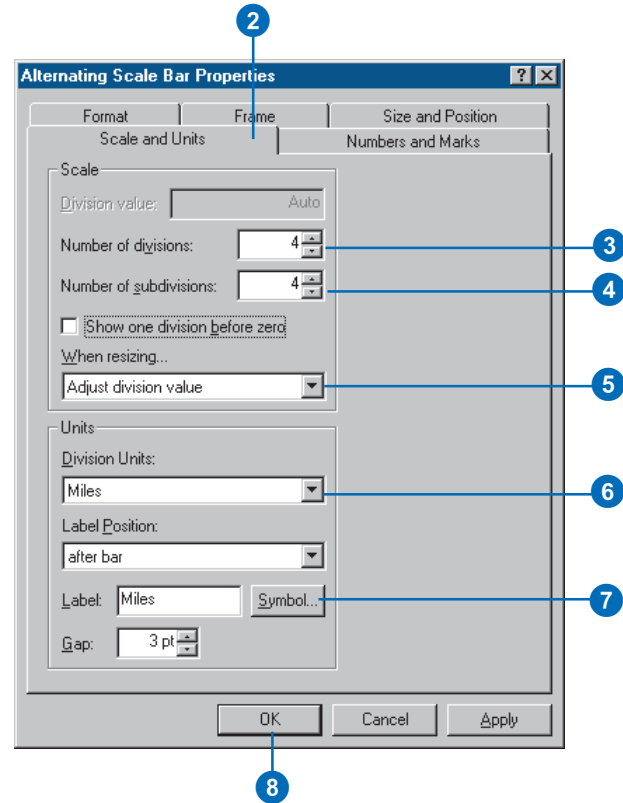 2
Alternating Scale Bar Properties ? ×
Format Frame Size and Position
Scale and Units Numbers and Marks
Scale
Division value: Auto
Number of divisions: 4 3
Number of subdivisions: 4 4
Show one division before zero
When resizing...
Adjust division value 5
Units
Division Units:
Miles 6
Label Position:
after bar
Label: Miles Symbol... 7
Gap: 3 pt
OK Cancel Apply
8